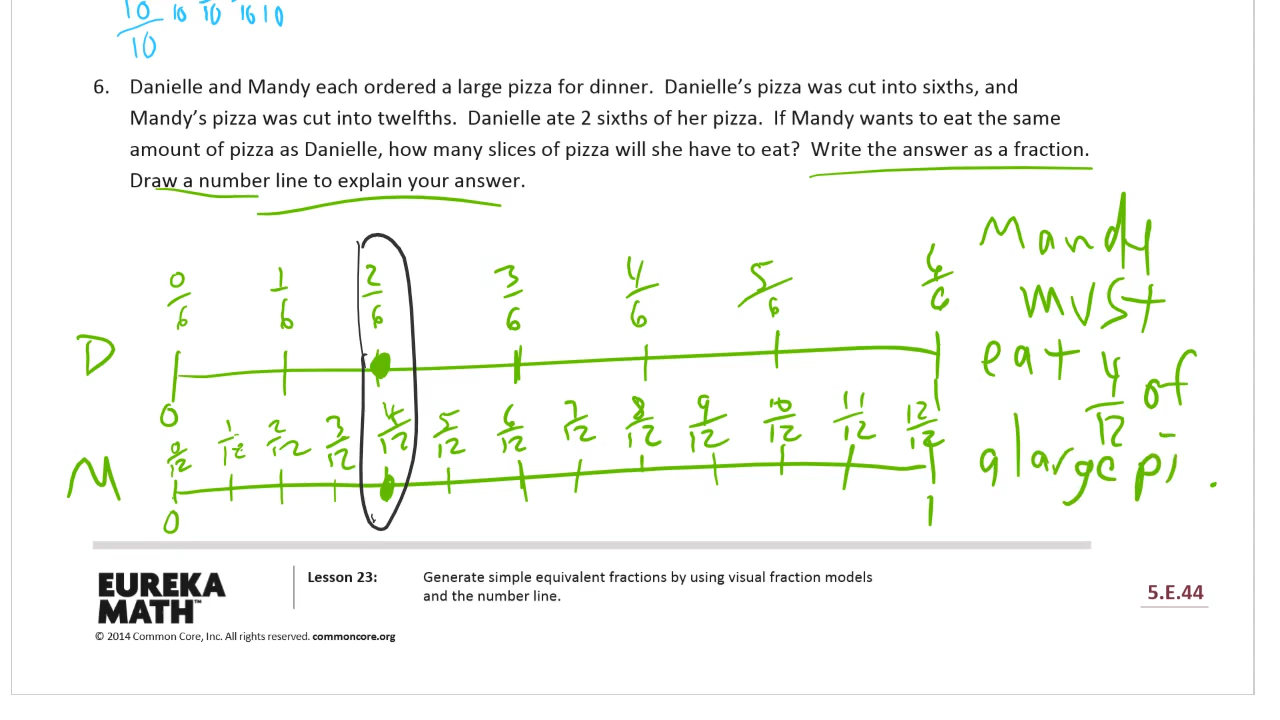 10/10 10 10 10 10
6. Danielle and Mandy each ordered a large pizza for dinner. Danielle's pizza was cut into sixths, and
Mandy's pizza was cut into twelfths. Danielle ate 2 sixths of her pizza. If Mandy wants to eat the same
amount of pizza as Danielle, how many slices of pizza will she have to eat? Write the answer as a fraction.
Draw a number line to explain your answer.
0/6 1/6 2/6 3/6 4/6 5/6 6/6
D
0
0/12 1/12 2/12 3/12 4/12 5/12 6/12 7/12 8/12 9/12 10/12 11/12 12/12
M
0 1
Mandy
must
eat 4/12 of
a large pi.
EUREKA
MATH™
Lesson 23: Generate simple equivalent fractions by using visual fraction models
and the number line.
5.E.44
© 2014 Common Core, Inc. All rights reserved. commoncore.org